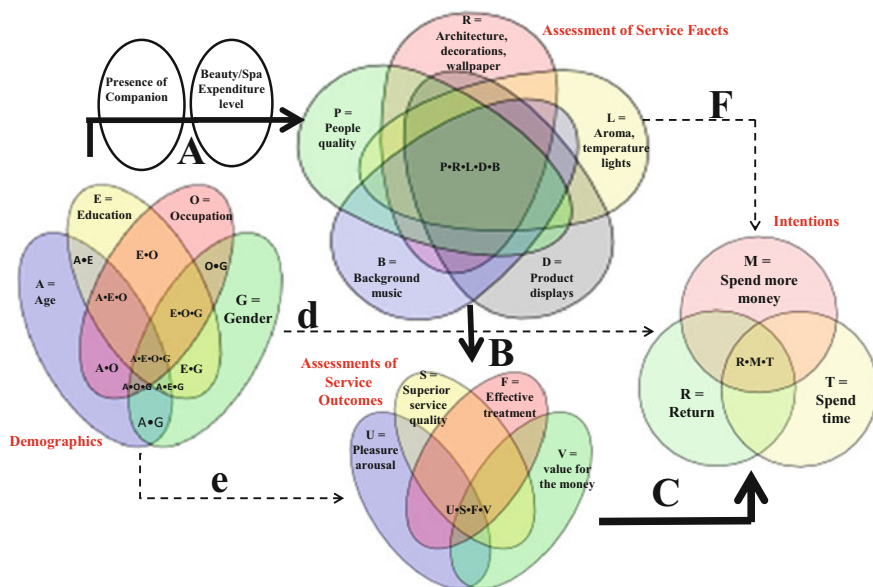 R =
Architecture,
decorations,
wallpaper
Assessment of Service Facets
Presence of
Companion
Beauty/Spa
Expenditure
level
A
P =
People
quality
L =
Aroma,
temperature
lights
F
P•R•L•D•B
B =
Background
music
D =
Product
displays
Intentions
E =
Education
O =
Occupation
A =
Age
G =
Gender
A•E
E•O
O•G
A•E•O
E•O•G
A•E•O•G
A•O
E•G
A•O•G
A•E•G
A•G
Demographics
d
e
B
Assessments of
Service
Outcomes
S =
Superior
service
quality
F =
Effective
treatment
U =
Pleasure
arousal
V =
value for
the money
U•S•F•V
C
M =
Spend more
money
R•M•T
R =
Return
T =
Spend
time